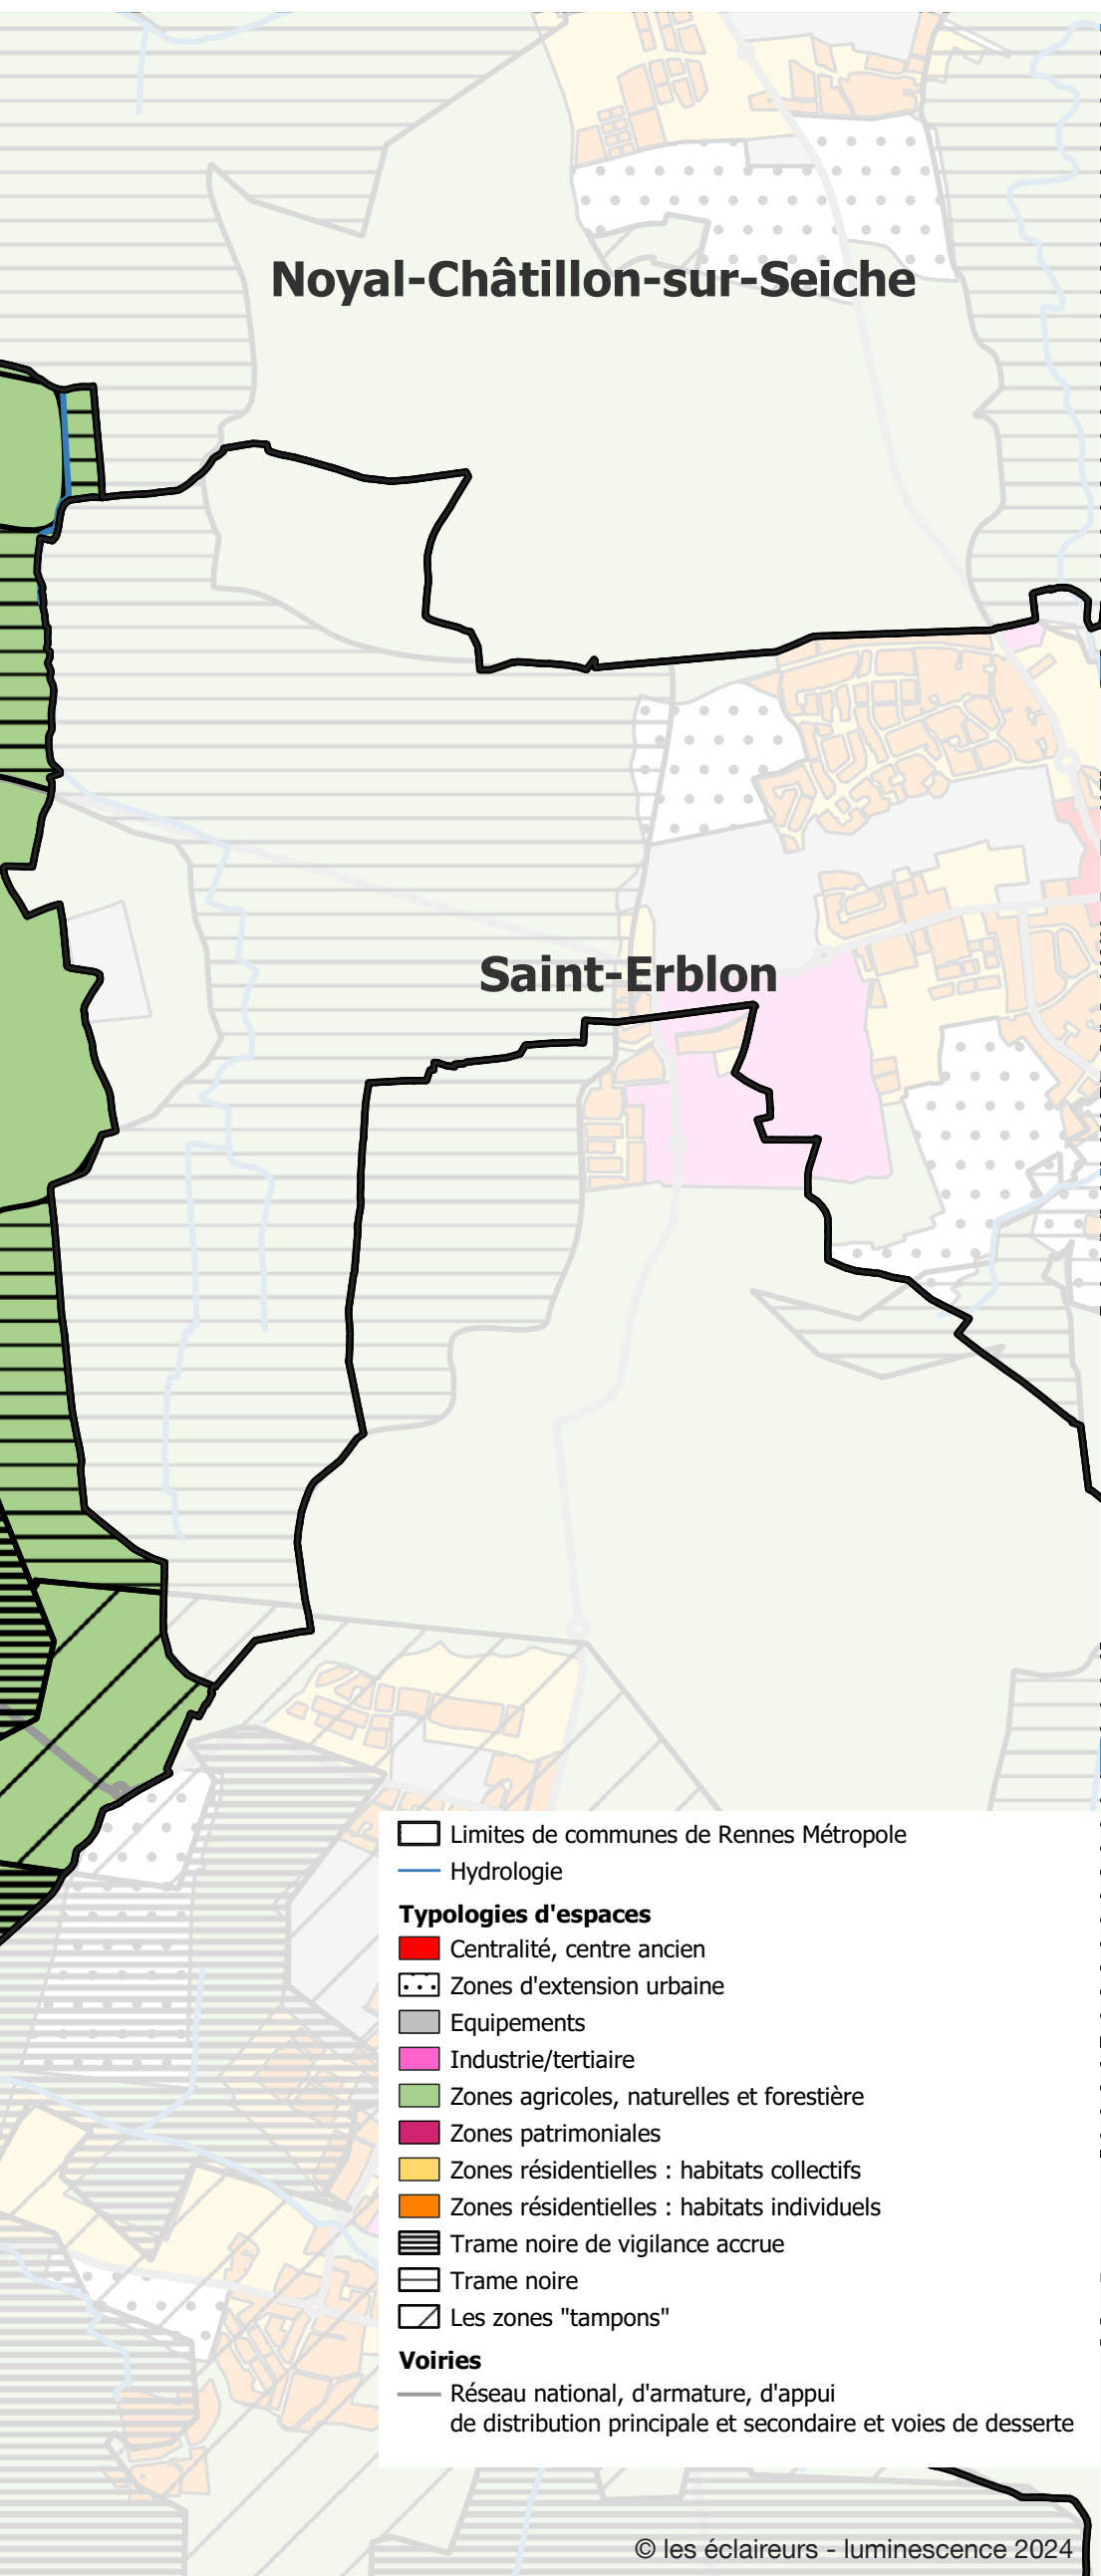 Noyal-Châtillon-sur-Seiche
Saint-Erblon
Limites de communes de Rennes Métropole
Hydrologie
Typologies d'espaces
Centralité, centre ancien
Zones d'extension urbaine
Equipements
Industrie/tertiaire
Zones agricoles, naturelles et forestière
Zones patrimoniales
Zones résidentielles : habitats collectifs
Zones résidentielles : habitats individuels
Trame noire de vigilance accrue
Trame noire
Les zones "tampons"
Voiries
Réseau national, d'armature, d'appui
de distribution principale et secondaire et voies de desserte
© les éclaireurs - luminescence 2024